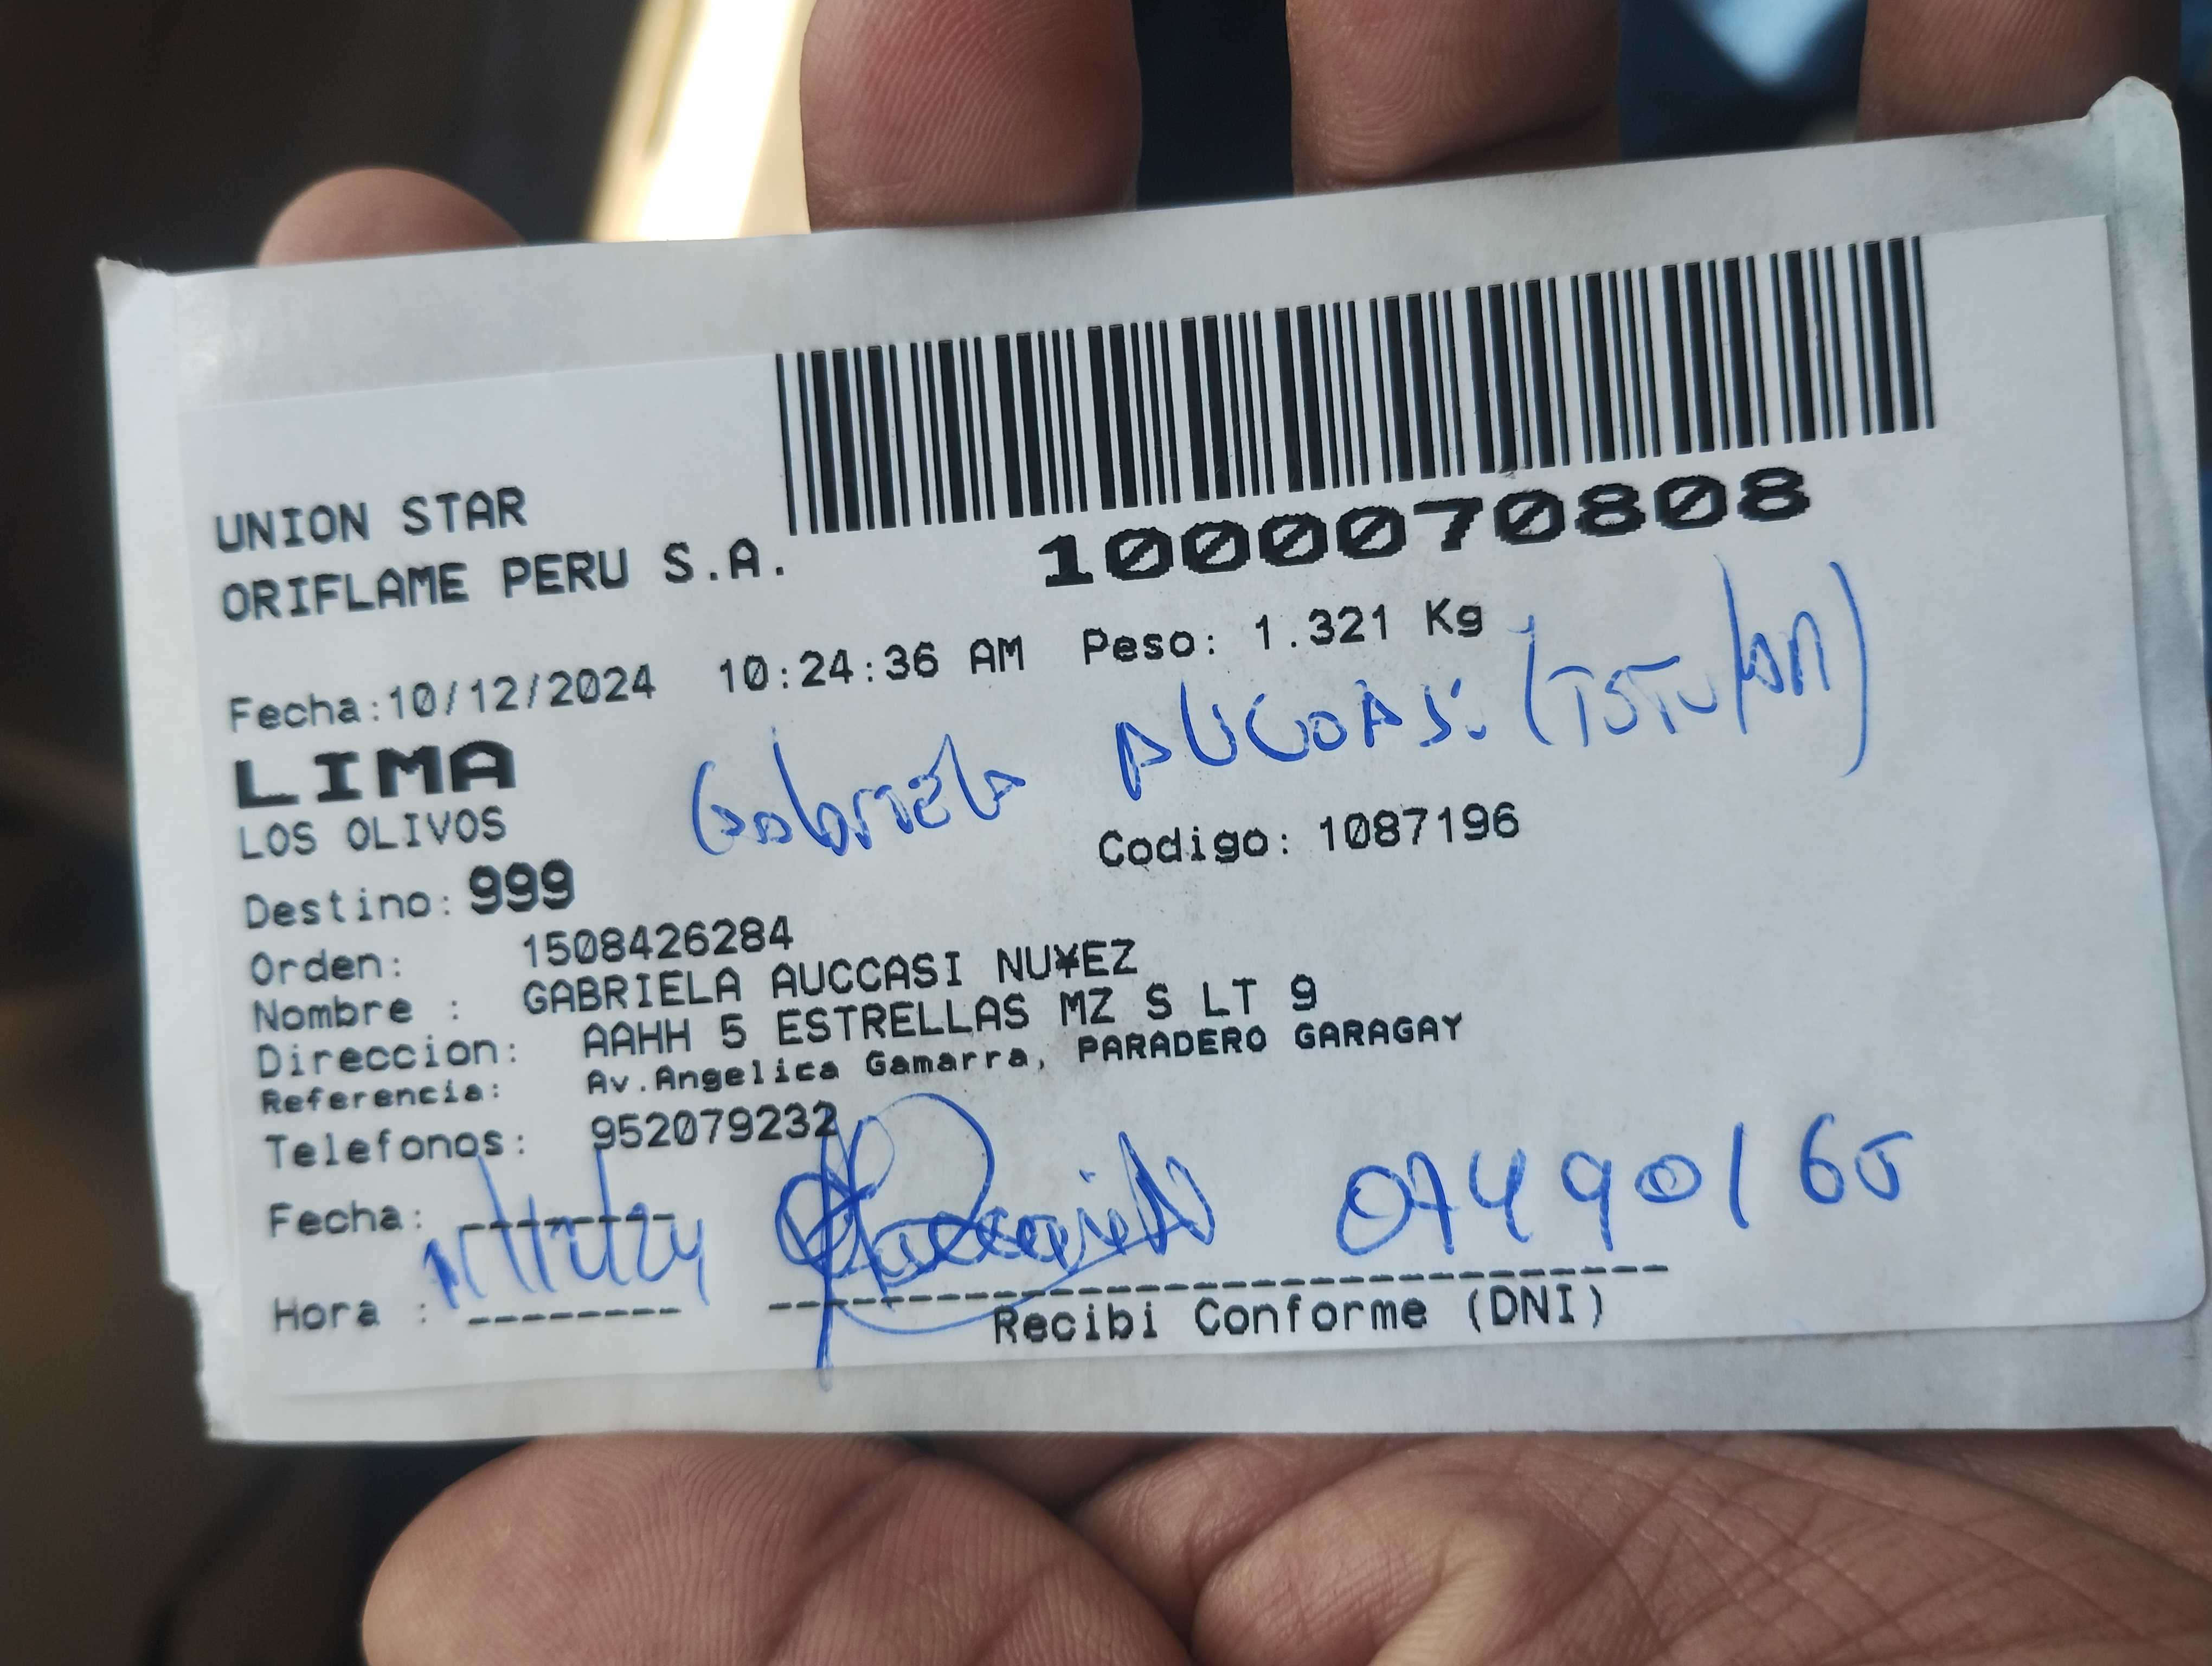 UNION STAR
ORIFLAME PERU S.A.
1000070808
Fecha:10/12/2024 10:24:36 AM Peso: 1.321 Kg
LIMA
Gabriela AUCCASi (TITULAR)
LOS OLIVOS
Codigo: 1087196
Destino: 999
Orden: 1508426284
Nombre : GABRIELA AUCCASI NU¥EZ
Direccion: AAHH 5 ESTRELLAS MZ S LT 9
Referencia: Av.Angelica Gamarra, PARADERO GARAGAY
Telefonos: 952079232
Fecha: 07490165
Hora :
Recibi Conforme (DNI)